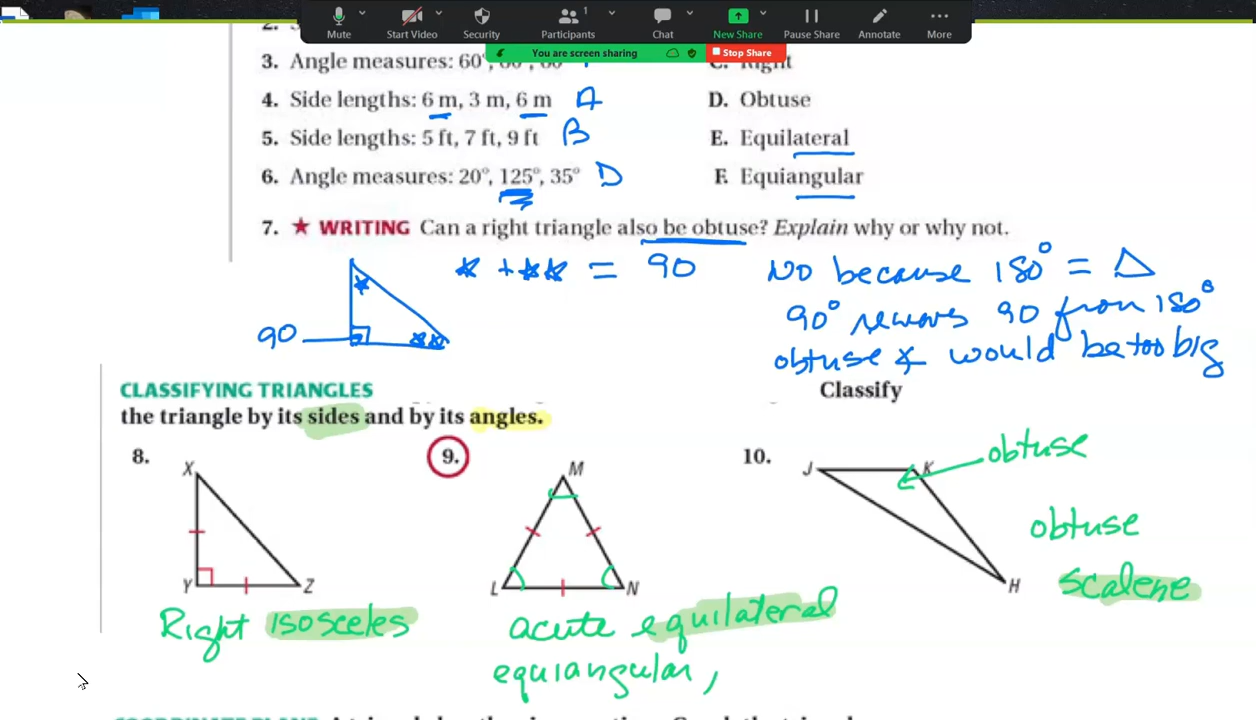 Mute
Start Video
Security
Participants
1
Chat
New Share
Pause Share
Annotate
More
You are screen sharing
Stop Share
2.
3. Angle measures: 60°,
C. Right
4. Side lengths: 6 m, 3 m, 6 m A
D. Obtuse
5. Side lengths: 5 ft, 7 ft, 9 ft B
E. Equilateral
6. Angle measures: 20°, 125°, 35° D
F. Equiangular
7. ★ WRITING Can a right triangle also be obtuse? Explain why or why not.
★ + ★★ = 90
No because 180° = △
90° removes 90 from 180°
obtuse ∡ would be too big
90
CLASSIFYING TRIANGLES
Classify
the triangle by its sides and by its angles.
8.
X
Y
Z
Right isosceles
9.
M
L
N
acute equilateral
equiangular,
10.
J
K
H
obtuse
obtuse
scalene